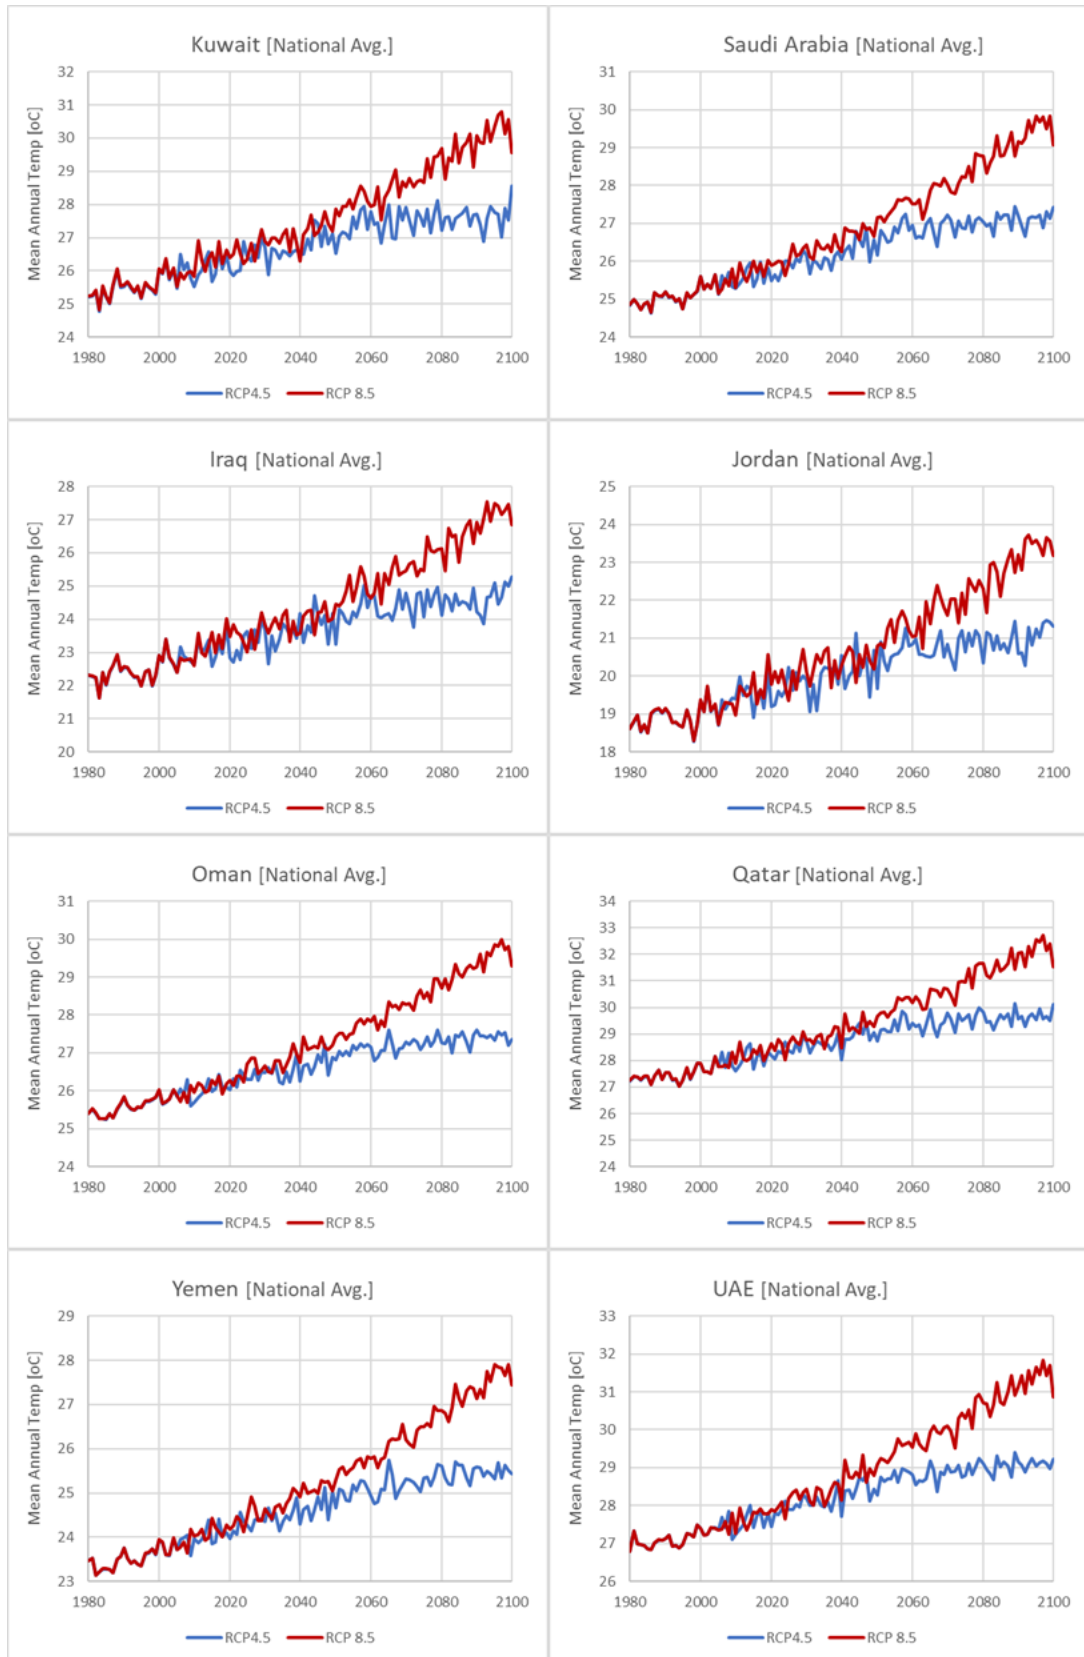 Kuwait [National Avg.]
Mean Annual Temp [oC]
32
31
30
29
28
27
26
25
24
1980 2000 2020 2040 2060 2080 2100
RCP4.5 RCP 8.5
Saudi Arabia [National Avg.]
Mean Annual Temp [oC]
31
30
29
28
27
26
25
24
1980 2000 2020 2040 2060 2080 2100
RCP4.5 RCP 8.5
Iraq [National Avg.]
Mean Annual Temp [oC]
28
27
26
25
24
23
22
21
20
1980 2000 2020 2040 2060 2080 2100
RCP4.5 RCP 8.5
Jordan [National Avg.]
Mean Annual Temp [oC]
25
24
23
22
21
20
19
18
1980 2000 2020 2040 2060 2080 2100
RCP4.5 RCP 8.5
Oman [National Avg.]
Mean Annual Temp [oC]
31
30
29
28
27
26
25
24
1980 2000 2020 2040 2060 2080 2100
RCP4.5 RCP 8.5
Qatar [National Avg.]
Mean Annual Temp [oC]
34
33
32
31
30
29
28
27
26
25
24
1980 2000 2020 2040 2060 2080 2100
RCP4.5 RCP 8.5
Yemen [National Avg.]
Mean Annual Temp [oC]
29
28
27
26
25
24
23
1980 2000 2020 2040 2060 2080 2100
RCP4.5 RCP 8.5
UAE [National Avg.]
Mean Annual Temp [oC]
33
32
31
30
29
28
27
26
1980 2000 2020 2040 2060 2080 2100
RCP4.5 RCP 8.5